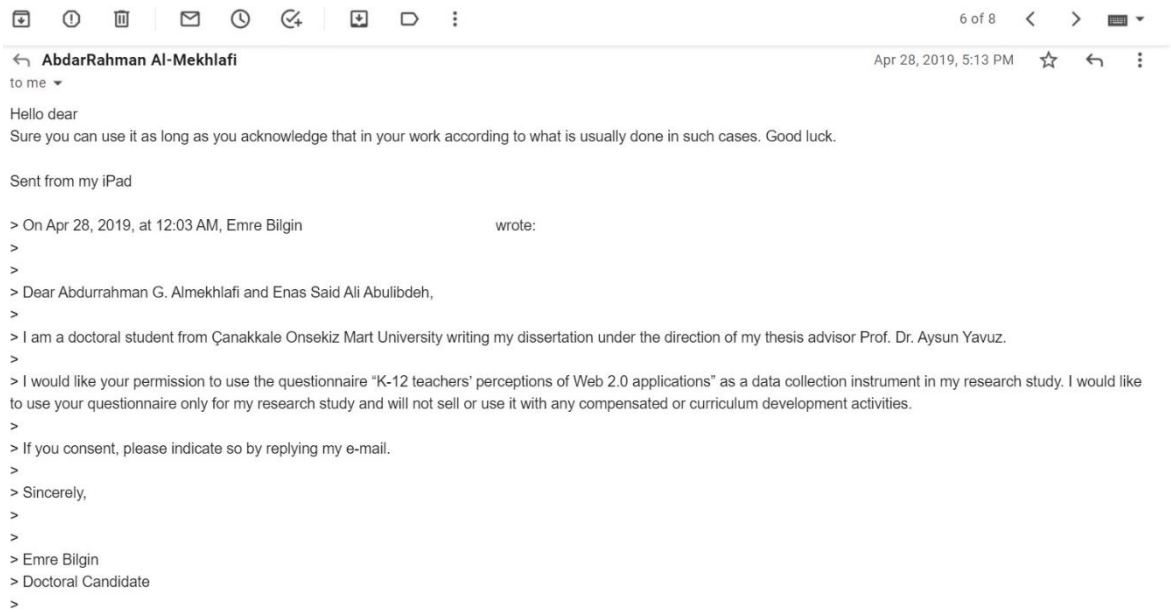 6 of 8
AbdarRahman Al-Mekhlafi
Apr 28, 2019, 5:13 PM
to me
Hello dear
Sure you can use it as long as you acknowledge that in your work according to what is usually done in such cases. Good luck.
Sent from my iPad
> On Apr 28, 2019, at 12:03 AM, Emre Bilgin wrote:
>
>
> Dear Abdurrahman G. Almekhlafi and Enas Said Ali Abulibdeh,
>
> I am a doctoral student from Çanakkale Onsekiz Mart University writing my dissertation under the direction of my thesis advisor Prof. Dr. Aysun Yavuz.
>
> I would like your permission to use the questionnaire “K-12 teachers’ perceptions of Web 2.0 applications” as a data collection instrument in my research study. I would like
to use your questionnaire only for my research study and will not sell or use it with any compensated or curriculum development activities.
>
> If you consent, please indicate so by replying my e-mail.
>
> Sincerely,
>
>
> Emre Bilgin
> Doctoral Candidate
>